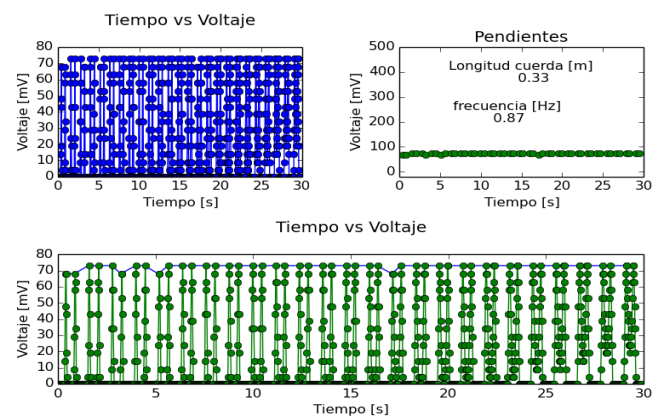 Tiempo vs Voltaje
Voltaje [mV]
80
70
60
50
40
30
20
10
0
0 5 10 15 20 25 30
Tiempo [s]
Pendientes
Voltaje [mV]
500
400
300
200
100
0
Longitud cuerda [m]
0.33
frecuencia [Hz]
0.87
0 5 10 15 20 25 30
Tiempo [s]
Tiempo vs Voltaje
Voltaje [mV]
80
70
60
50
40
30
20
10
0
0 5 10 15 20 25 30
Tiempo [s]